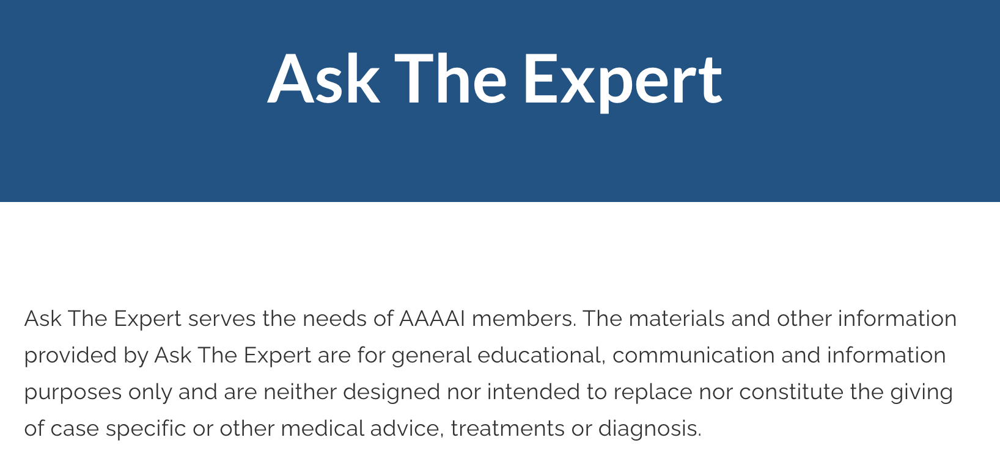 Ask The Expert
Ask The Expert serves the needs of AAAAI members. The materials and other information
provided by Ask The Expert are for general educational, communication and information
purposes only and are neither designed nor intended to replace nor constitute the giving
of case specific or other medical advice, treatments or diagnosis.